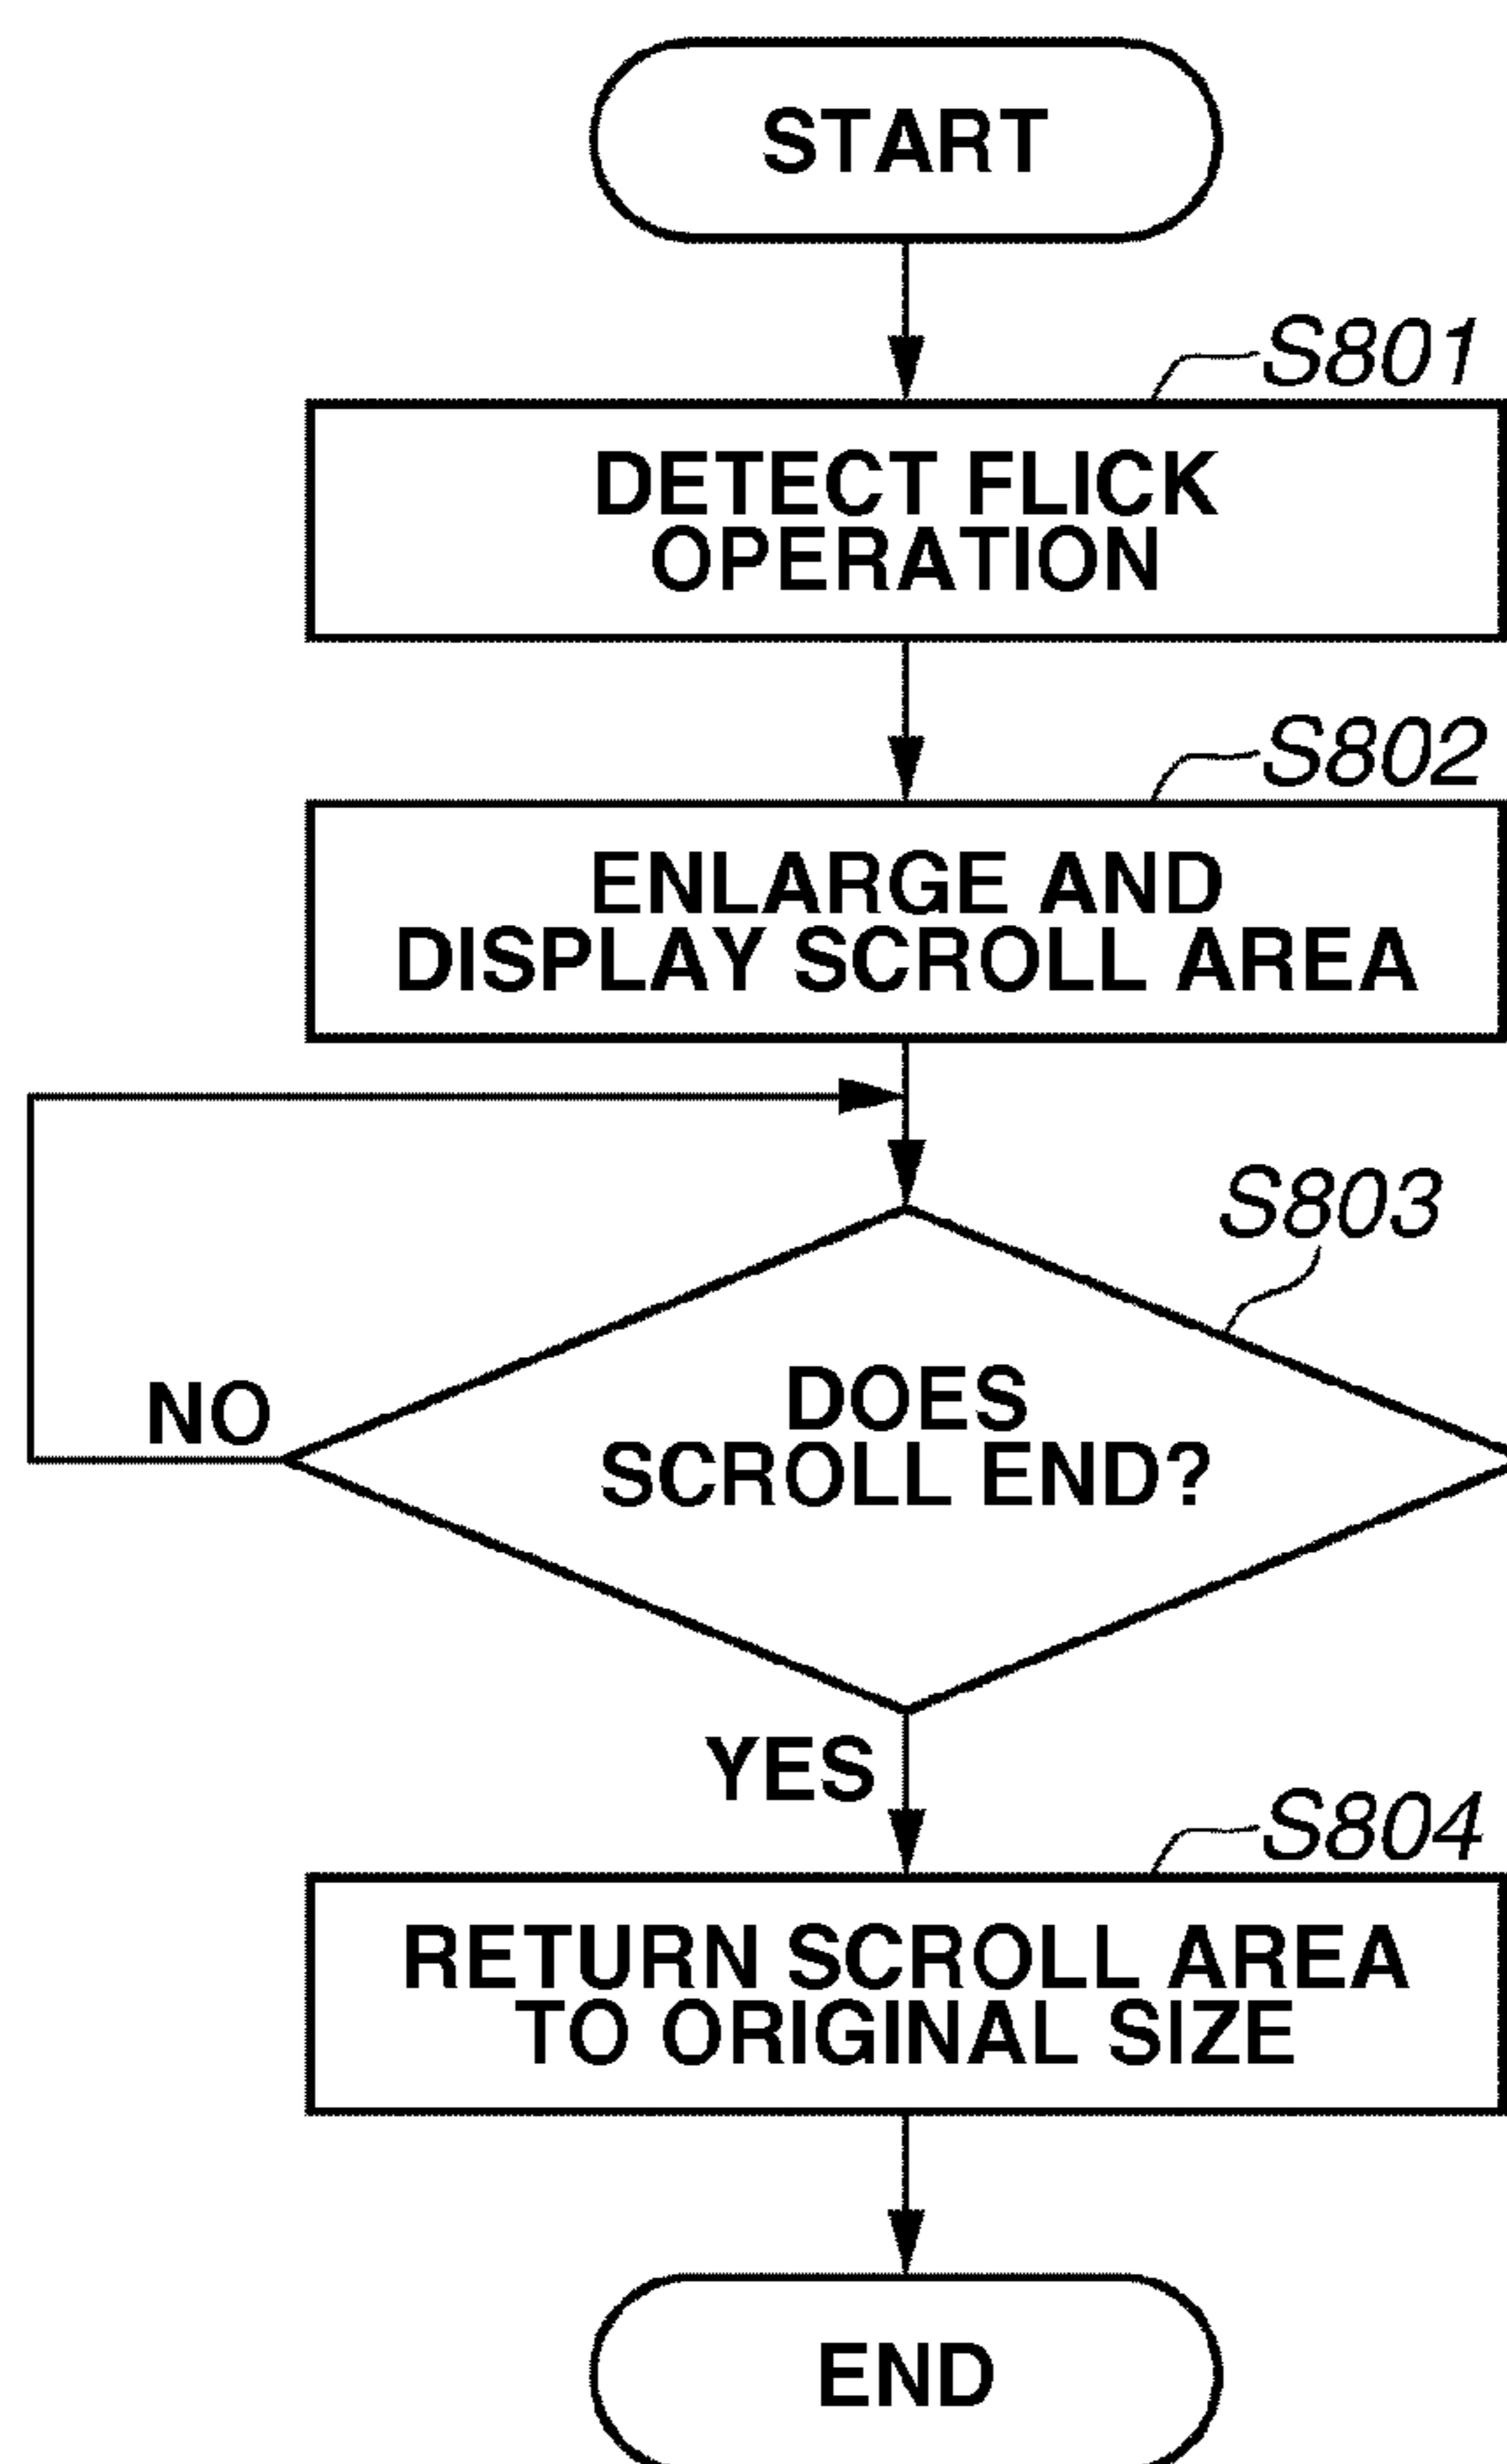 START
S801
DETECT FLICK
OPERATION
S802
ENLARGE AND
DISPLAY SCROLL AREA
S803
DOES
SCROLL END?
NO
YES
S804
RETURN SCROLL AREA
TO ORIGINAL SIZE
END